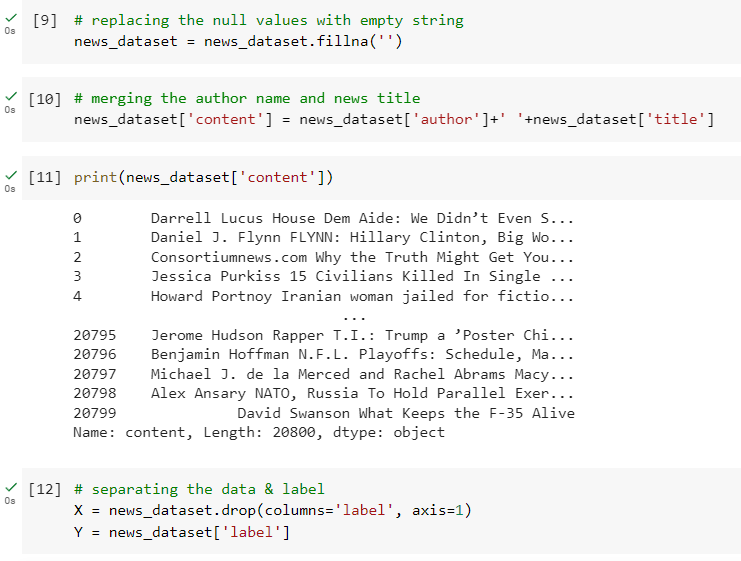 [9] # replacing the null values with empty string
0s news_dataset = news_dataset.fillna('')
[10] # merging the author name and news title
0s news_dataset['content'] = news_dataset['author']+' '+news_dataset['title']
[11] print(news_dataset['content'])
0s
0 Darrell Lucus House Dem Aide: We Didn’t Even S...
1 Daniel J. Flynn FLYNN: Hillary Clinton, Big Wo...
2 Consortiumnews.com Why the Truth Might Get You...
3 Jessica Purkiss 15 Civilians Killed In Single ...
4 Howard Portnoy Iranian woman jailed for fictio...
...
20795 Jerome Hudson Rapper T.I.: Trump a ’Poster Chi...
20796 Benjamin Hoffman N.F.L. Playoffs: Schedule, Ma...
20797 Michael J. de la Merced and Rachel Abrams Macy...
20798 Alex Ansary NATO, Russia To Hold Parallel Exer...
20799 David Swanson What Keeps the F-35 Alive
Name: content, Length: 20800, dtype: object
[12] # separating the data & label
0s X = news_dataset.drop(columns='label', axis=1)
Y = news_dataset['label']